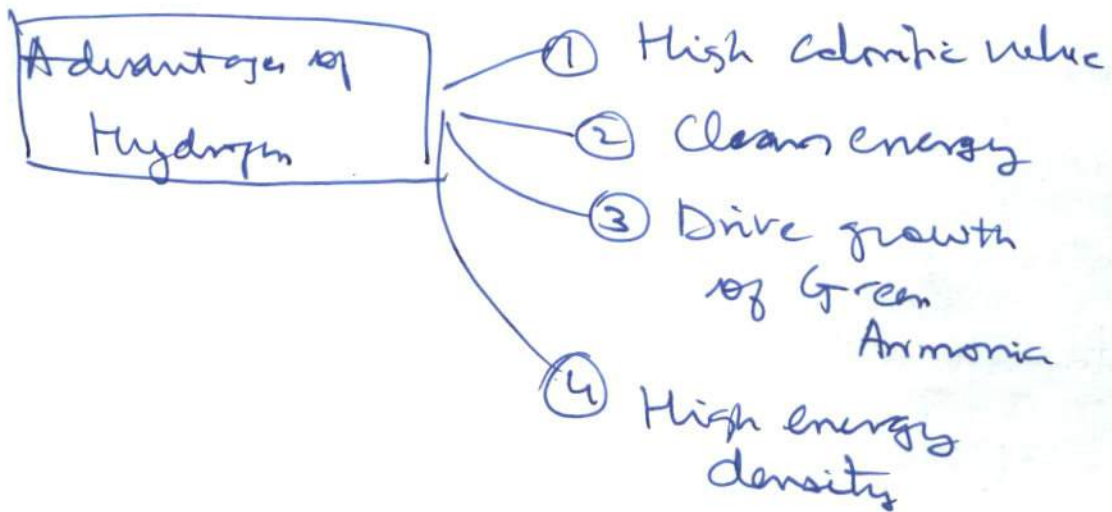 Advantages of
Hydrogen
① High calorific value
② Clean energy
③ Drive growth
of Green
Ammonia
④ High energy
density